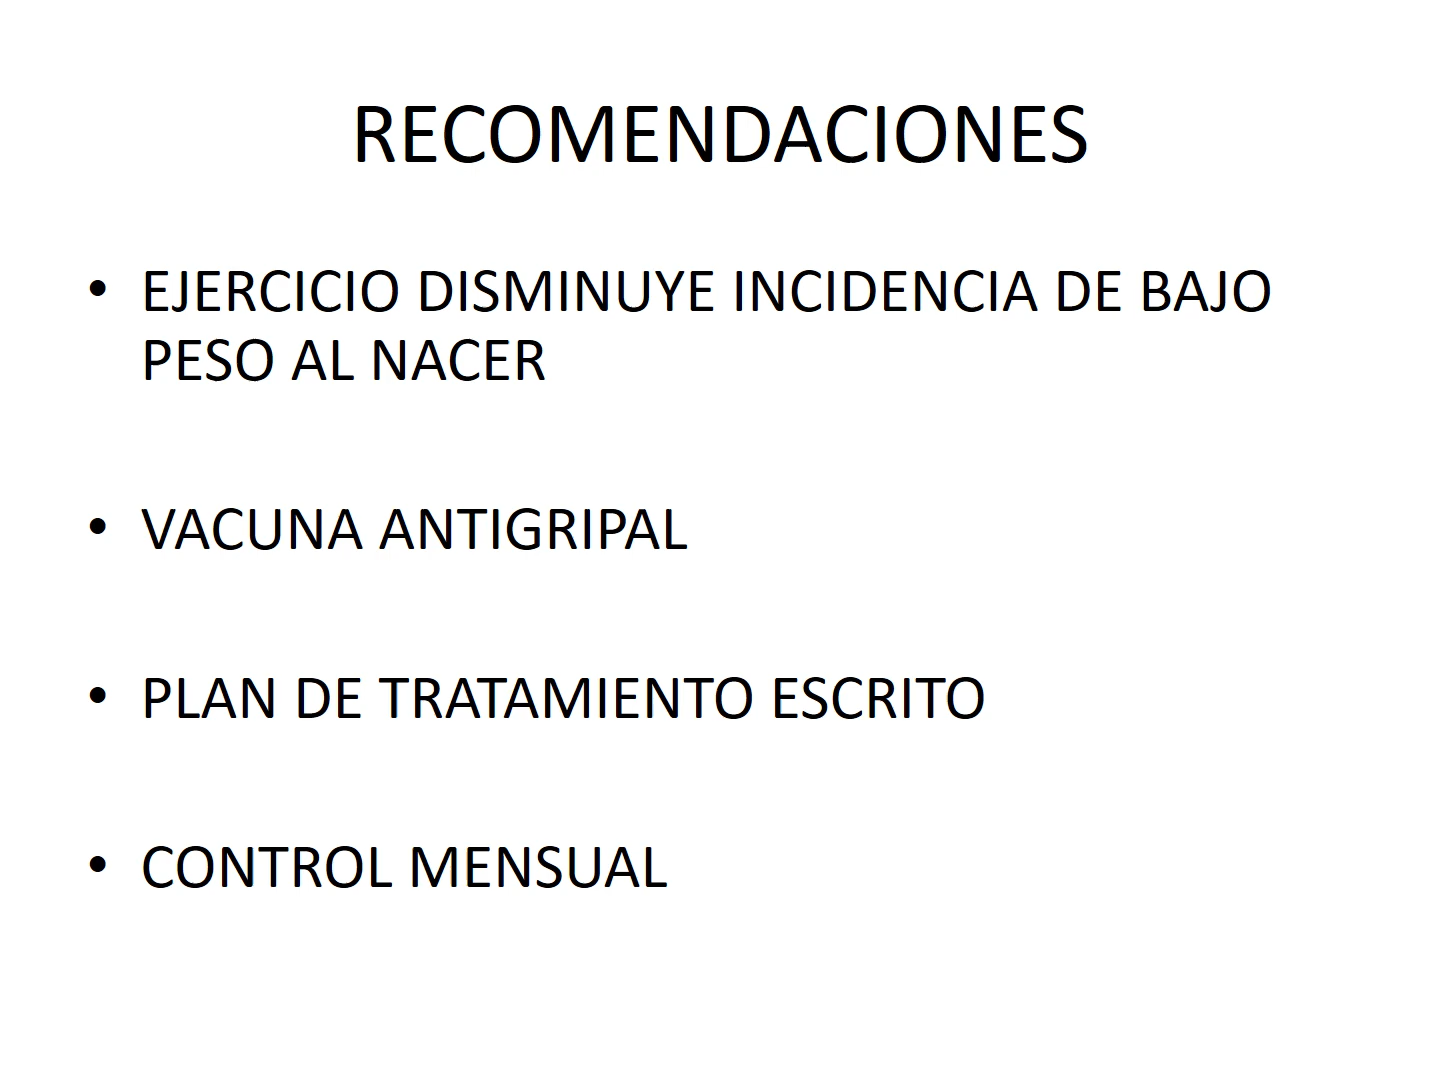 RECOMENDACIONES
• EJERCICIO DISMINUYE INCIDENCIA DE BAJO
PESO AL NACER
• VACUNA ANTIGRIPAL
• PLAN DE TRATAMIENTO ESCRITO
• CONTROL MENSUAL